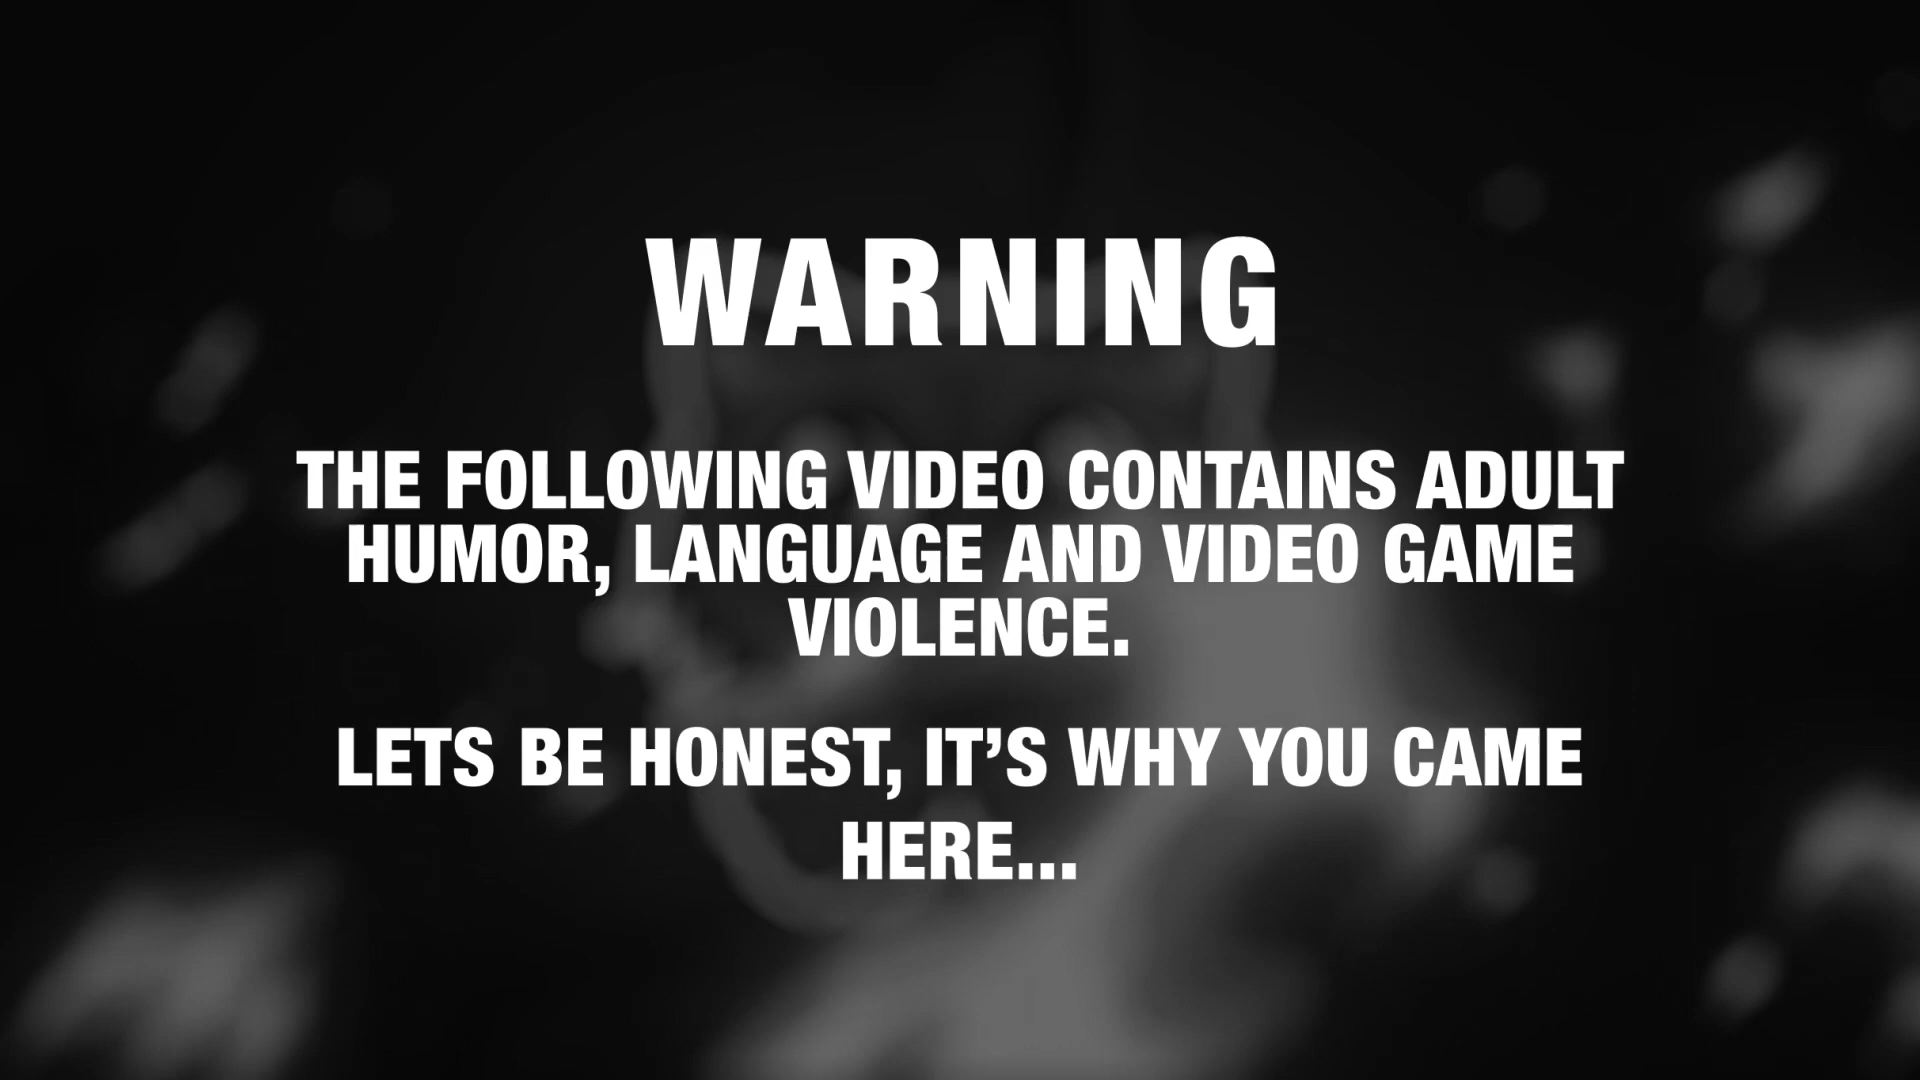 WARNING
THE FOLLOWING VIDEO CONTAINS ADULT
HUMOR, LANGUAGE AND VIDEO GAME
VIOLENCE.
LETS BE HONEST, IT’S WHY YOU CAME
HERE...